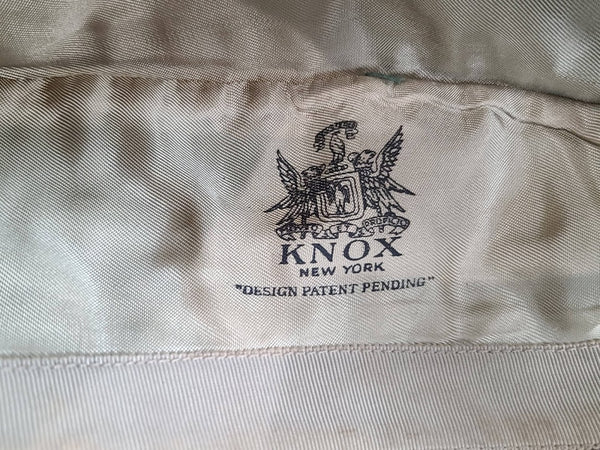 KNOX
NEW YORK
"DESIGN PATENT PENDING"